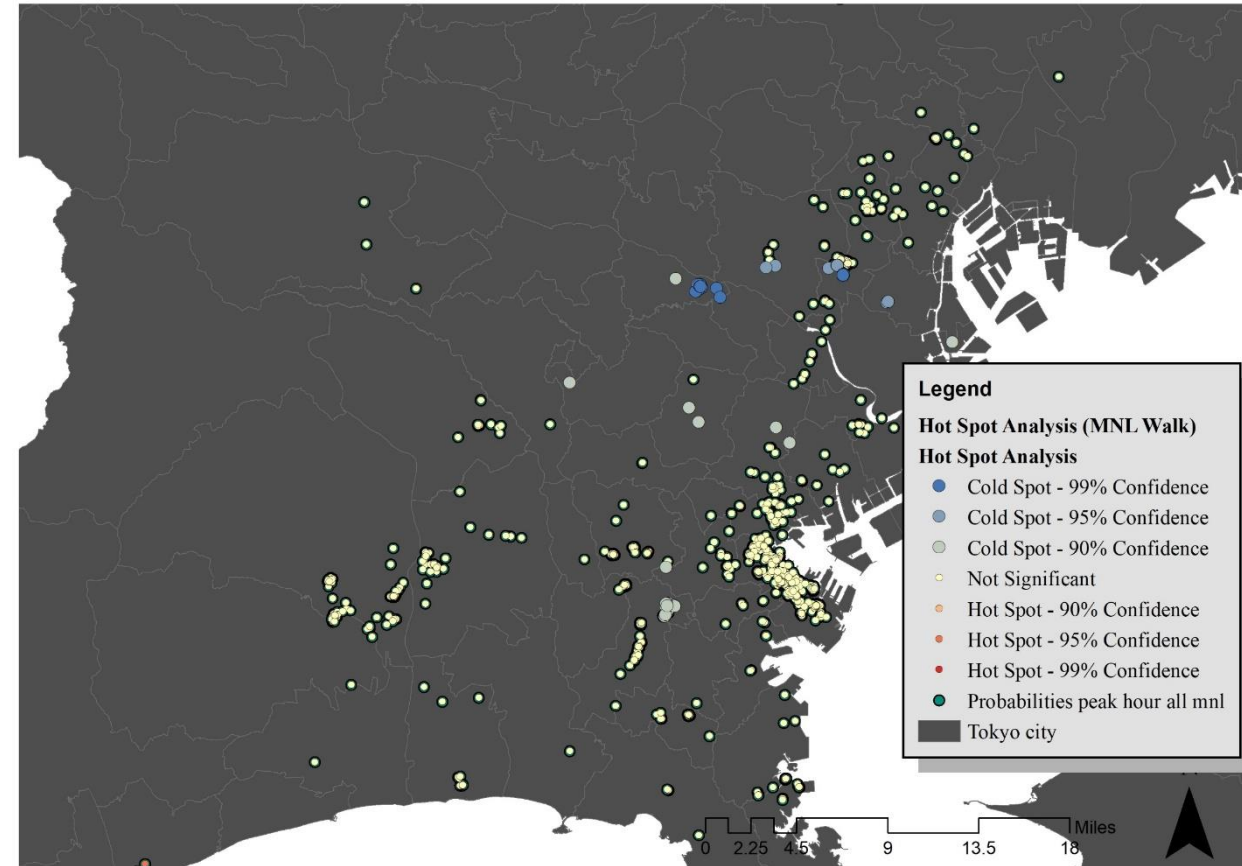 Legend
Hot Spot Analysis (MNL Walk)
Hot Spot Analysis
Cold Spot - 99% Confidence
Cold Spot - 95% Confidence
Cold Spot - 90% Confidence
Not Significant
Hot Spot - 90% Confidence
Hot Spot - 95% Confidence
Hot Spot - 99% Confidence
Probabilities peak hour all mnl
Tokyo city
Miles
0 2.25 4.5 9 13.5 18